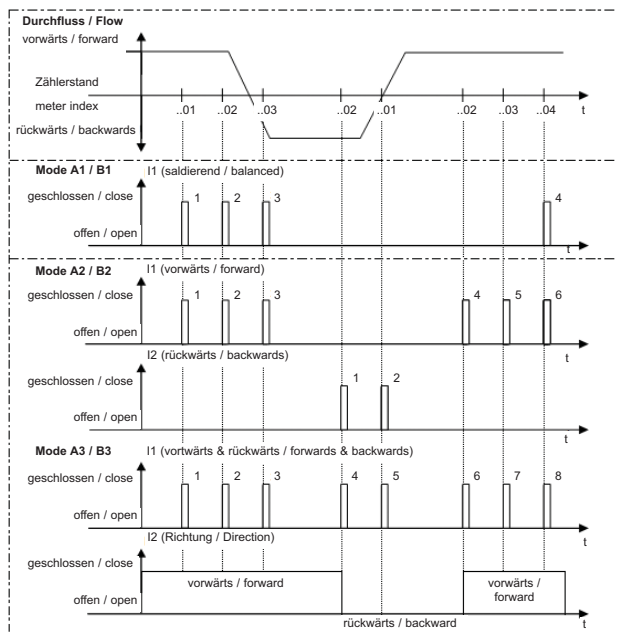 Durchfluss / Flow
vorwärts / forward
Zählerstand
meter index
..01 ..02 ..03 ..02 ..01 ..02 ..03 ..04 t
rückwärts / backwards
Mode A1 / B1 I1 (saldierend / balanced)
geschlossen / close 1 2 3 4
offen / open
t
Mode A2 / B2 I1 (vorwärts / forward)
geschlossen / close 1 2 3 4 5 6
offen / open
t
I2 (rückwärts / backwards)
geschlossen / close 1 2
offen / open
t
Mode A3 / B3 I1 (vortwärts & rückwärts / forwards & backwards)
geschlossen / close 1 2 3 4 5 6 7 8
offen / open
t
I2 (Richtung / Direction)
geschlossen / close
vorwärts / forward vorwärts /
forward
offen / open
rückwärts / backward t